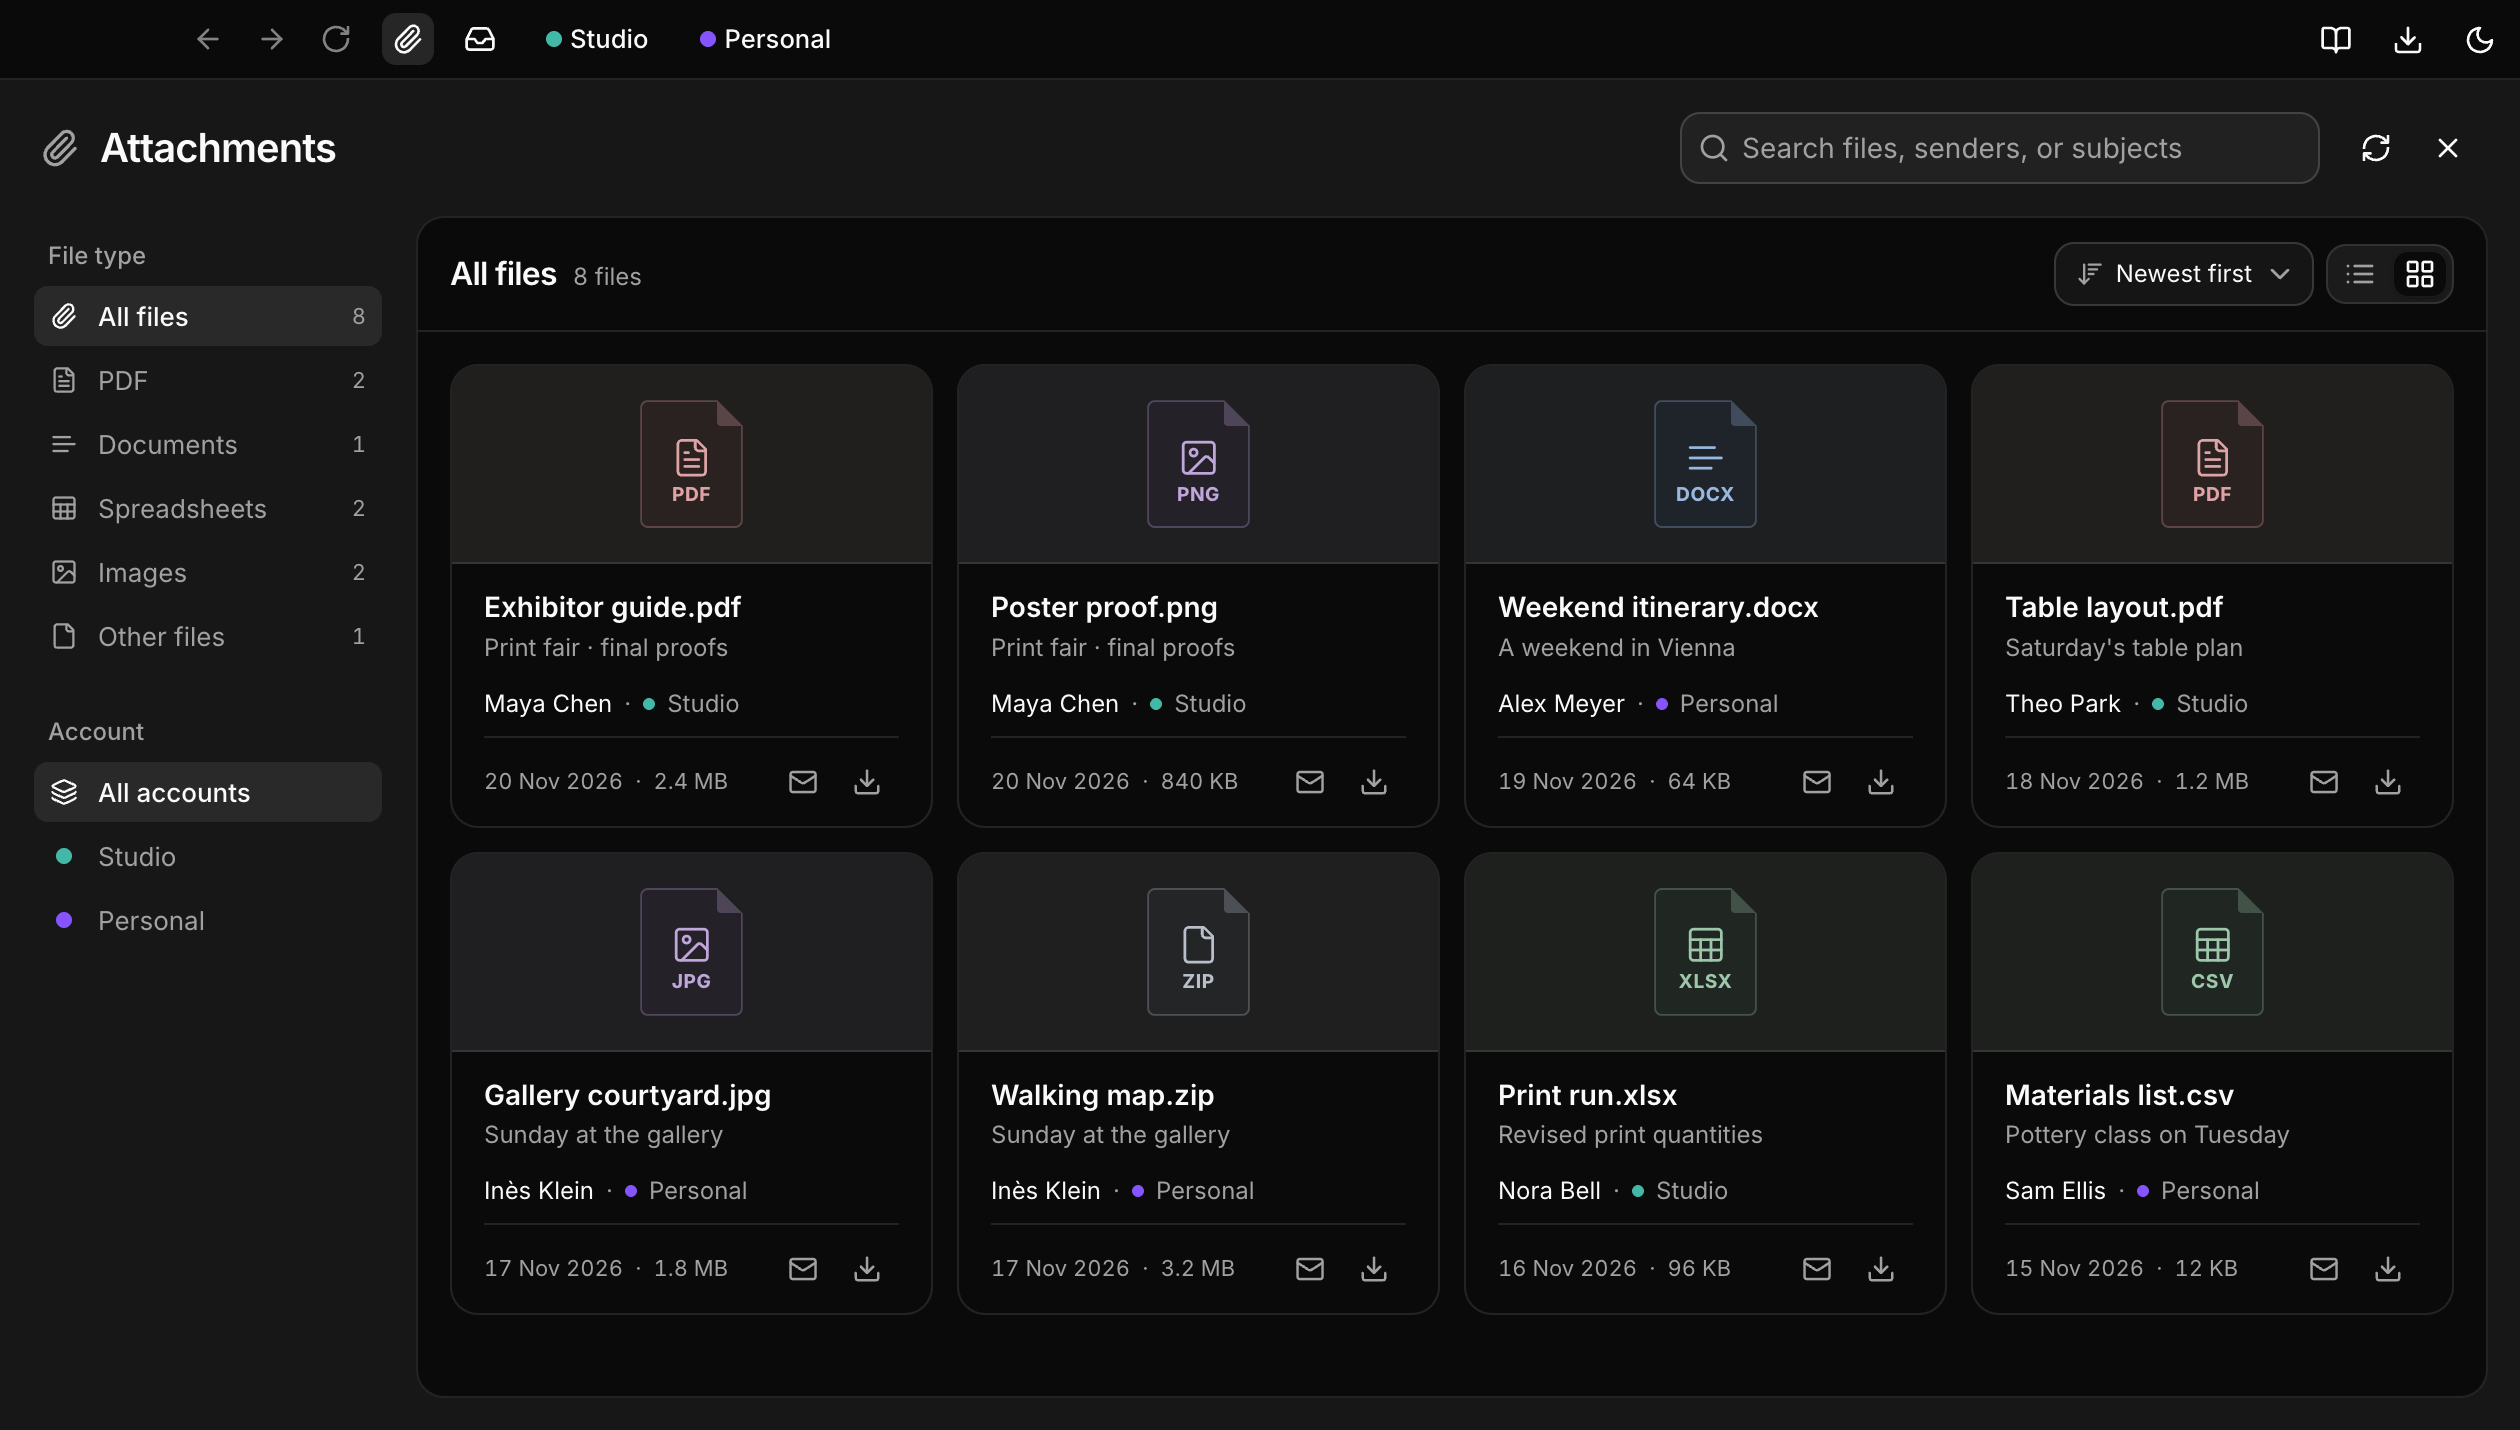 Studio
Personal
Attachments
Search files, senders, or subjects
File type
All files 8
PDF 2
Documents 1
Spreadsheets 2
Images 2
Other files 1
Account
All accounts
Studio
Personal
All files 8 files
Newest first
PDF
Exhibitor guide.pdf
Print fair · final proofs
Maya Chen · Studio
20 Nov 2026 · 2.4 MB
PNG
Poster proof.png
Print fair · final proofs
Maya Chen · Studio
20 Nov 2026 · 840 KB
DOCX
Weekend itinerary.docx
A weekend in Vienna
Alex Meyer · Personal
19 Nov 2026 · 64 KB
PDF
Table layout.pdf
Saturday's table plan
Theo Park · Studio
18 Nov 2026 · 1.2 MB
JPG
Gallery courtyard.jpg
Sunday at the gallery
Inès Klein · Personal
17 Nov 2026 · 1.8 MB
ZIP
Walking map.zip
Sunday at the gallery
Inès Klein · Personal
17 Nov 2026 · 3.2 MB
XLSX
Print run.xlsx
Revised print quantities
Nora Bell · Studio
16 Nov 2026 · 96 KB
CSV
Materials list.csv
Pottery class on Tuesday
Sam Ellis · Personal
15 Nov 2026 · 12 KB